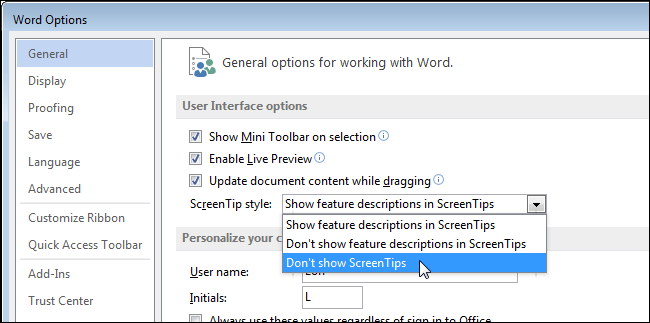 Word Options
General
Display
Proofing
Save
Language
Advanced
Customize Ribbon
Quick Access Toolbar
Add-Ins
Trust Center
General options for working with Word.
User Interface options
Show Mini Toolbar on selection
Enable Live Preview
Update document content while dragging
ScreenTip style: Show feature descriptions in ScreenTips
Show feature descriptions in ScreenTips
Don't show feature descriptions in ScreenTips
Don't show ScreenTips
Personalize your
User name:
Initials: L
Always use these values regardless of sign in to Office.